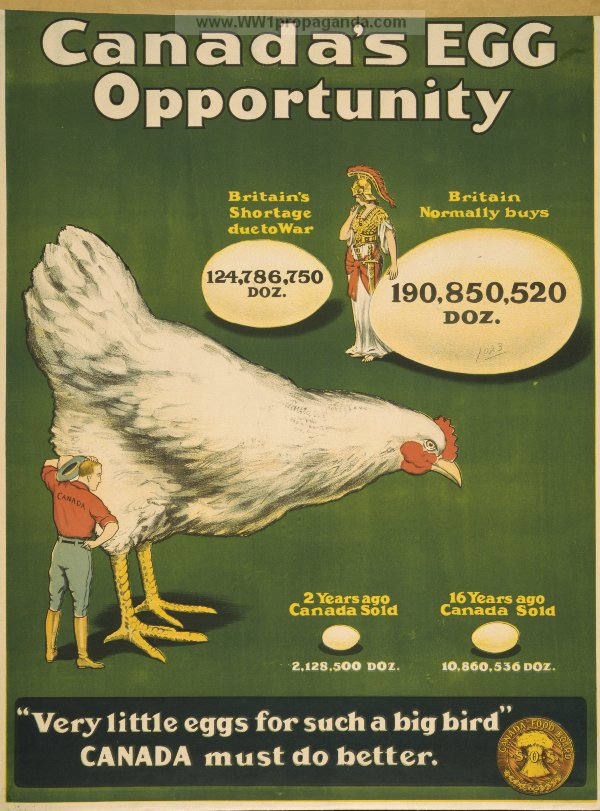 www.WW1propaganda.com
Canada's EGG
Opportunity
Britain's
Shortage
due to War
124,786,750
DOZ.
Britain
Normally buys
190,850,520
DOZ.
1023
CANADA
2 Years ago
Canada Sold
2,128,500 DOZ.
16 Years ago
Canada Sold
10,860,536 DOZ.
"Very little eggs for such a big bird"
CANADA must do better.
CANADA FOOD BOARD